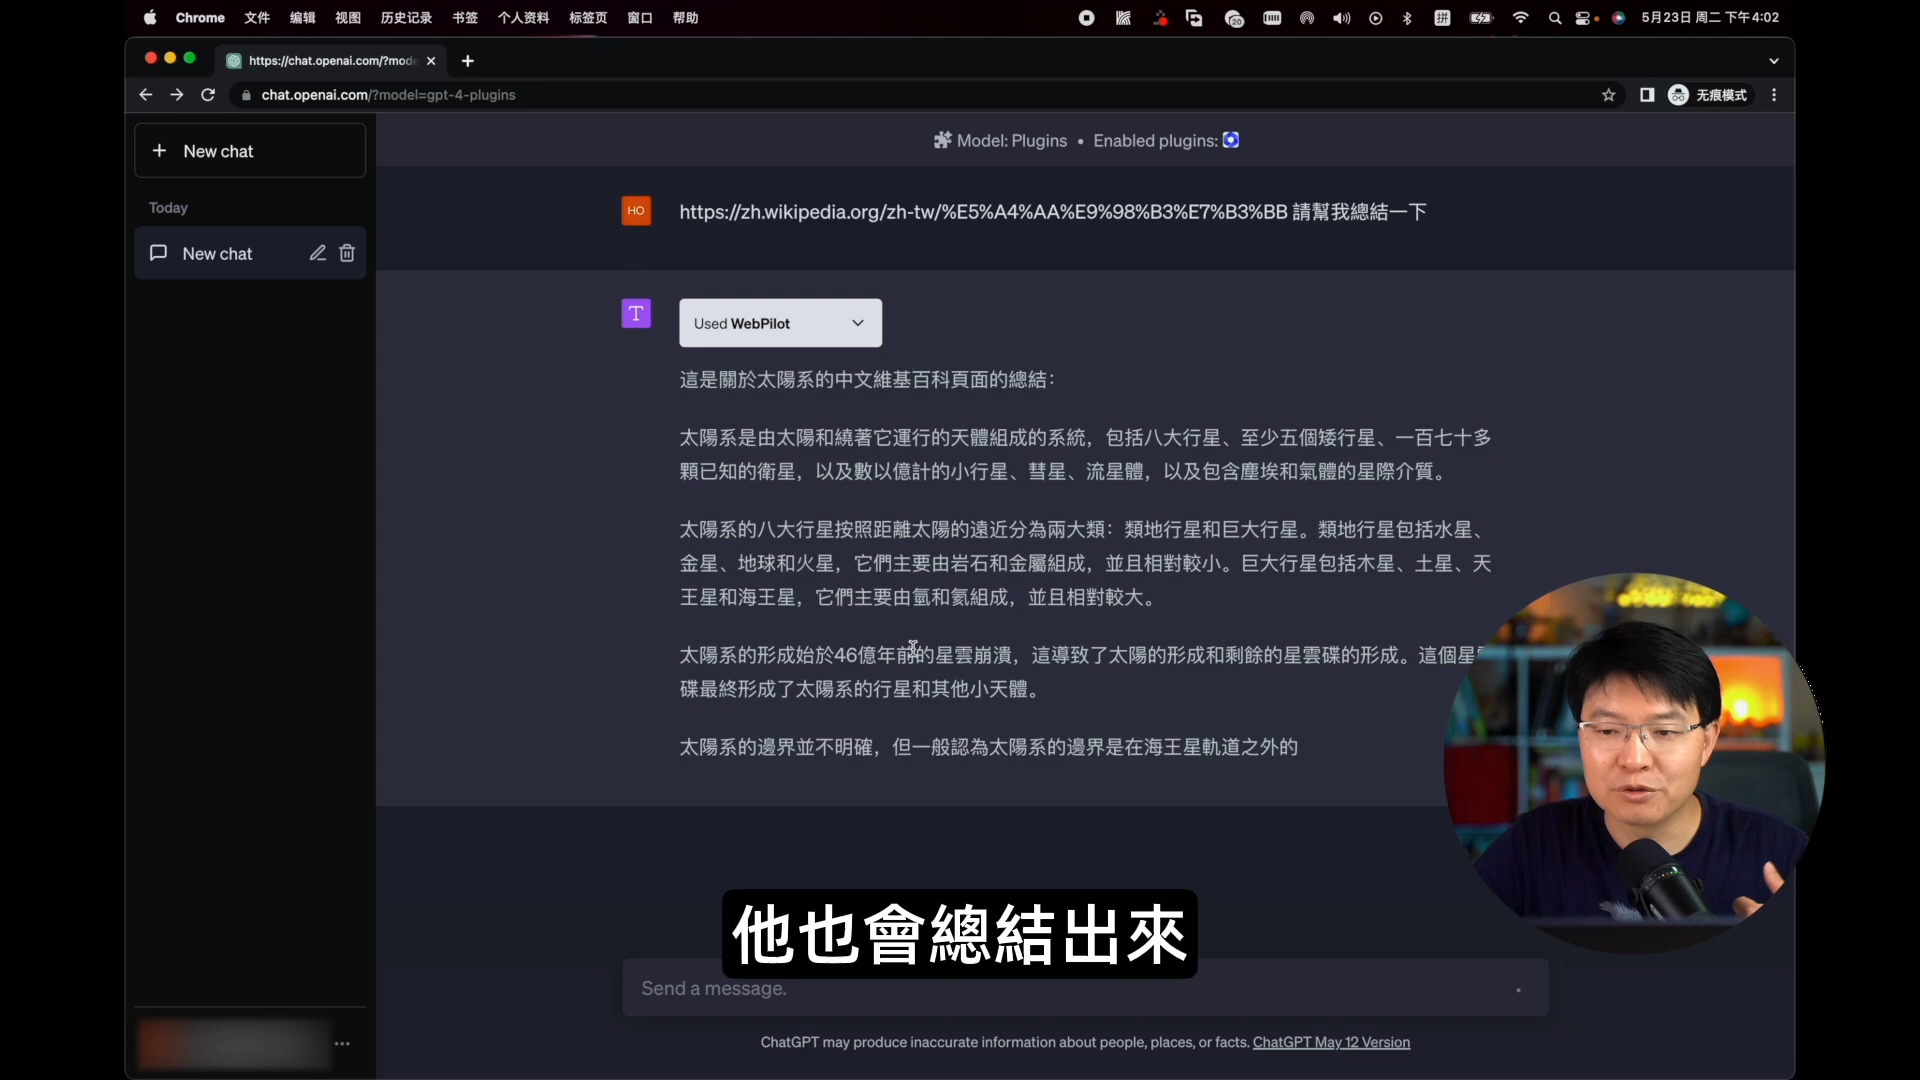 Chrome 文件 编辑 视图 历史记录 书签 个人资料 标签页 窗口 帮助
20
拼
5月23日 周二 下午4:02
https://chat.openai.com/?mode
chat.openai.com/?model=gpt-4-plugins
无痕模式
New chat
Today
New chat
Model: Plugins • Enabled plugins:
HO
https://zh.wikipedia.org/zh-tw/%E5%A4%AA%E9%98%B3%E7%B3%BB 請幫我總結一下
T
Used WebPilot
這是關於太陽系的中文維基百科頁面的總結：
太陽系是由太陽和繞著它運行的天體組成的系統，包括八大行星、至少五個矮行星、一百七十多
顆已知的衛星，以及數以億計的小行星、彗星、流星體，以及包含塵埃和氣體的星際介質。
太陽系的八大行星按照距離太陽的遠近分為兩大類：類地行星和巨大行星。類地行星包括水星、
金星、地球和火星，它們主要由岩石和金屬組成，並且相對較小。巨大行星包括木星、土星、天
王星和海王星，它們主要由氫和氦組成，並且相對較大。
太陽系的形成始於46億年前的星雲崩潰，這導致了太陽的形成和剩餘的星雲碟的形成。這個星
碟最終形成了太陽系的行星和其他小天體。
太陽系的邊界並不明確，但一般認為太陽系的邊界是在海王星軌道之外的
他也會總結出來
Send a message.
ChatGPT may produce inaccurate information about people, places, or facts. ChatGPT May 12 Version